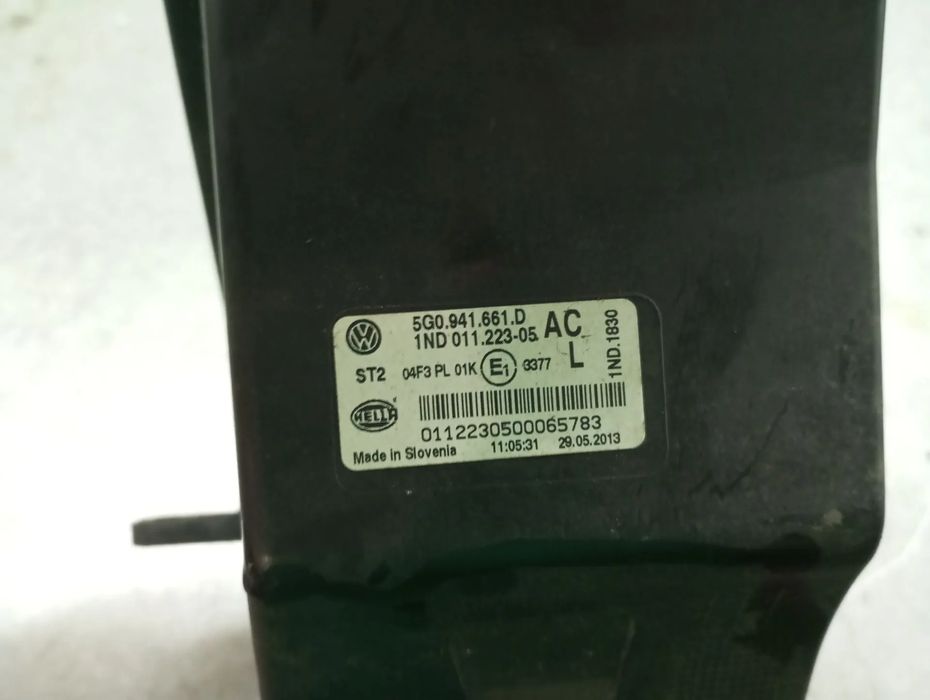 5G0.941.661.D AC
1ND 011.223-05
L
ST2 04F3 PL 01K E1 3377
1ND.1830
HELLA
0112230500065783
Made in Slovenia 11:05:31 29.05.2013